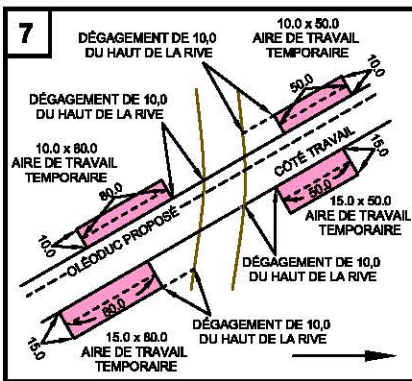 7
DÉGAGEMENT DE 10,0
DU HAUT DE LA RIVE
10.0 x 50.0
AIRE DE TRAVAIL
TEMPORAIRE
50.0
10.0
DÉGAGEMENT DE 10,0
DU HAUT DE LA RIVE
10.0 x 80.0
AIRE DE TRAVAIL
TEMPORAIRE
80.0
10.0
CÔTÉ TRAVAIL
15.0
50.0
15.0 x 50.0
AIRE DE TRAVAIL
TEMPORAIRE
OLÉODUC PROPOSÉ
DÉGAGEMENT DE 10,0
DU HAUT DE LA RIVE
80.0
15.0
15.0 x 80.0
AIRE DE TRAVAIL
TEMPORAIRE
DÉGAGEMENT DE 10,0
DU HAUT DE LA RIVE